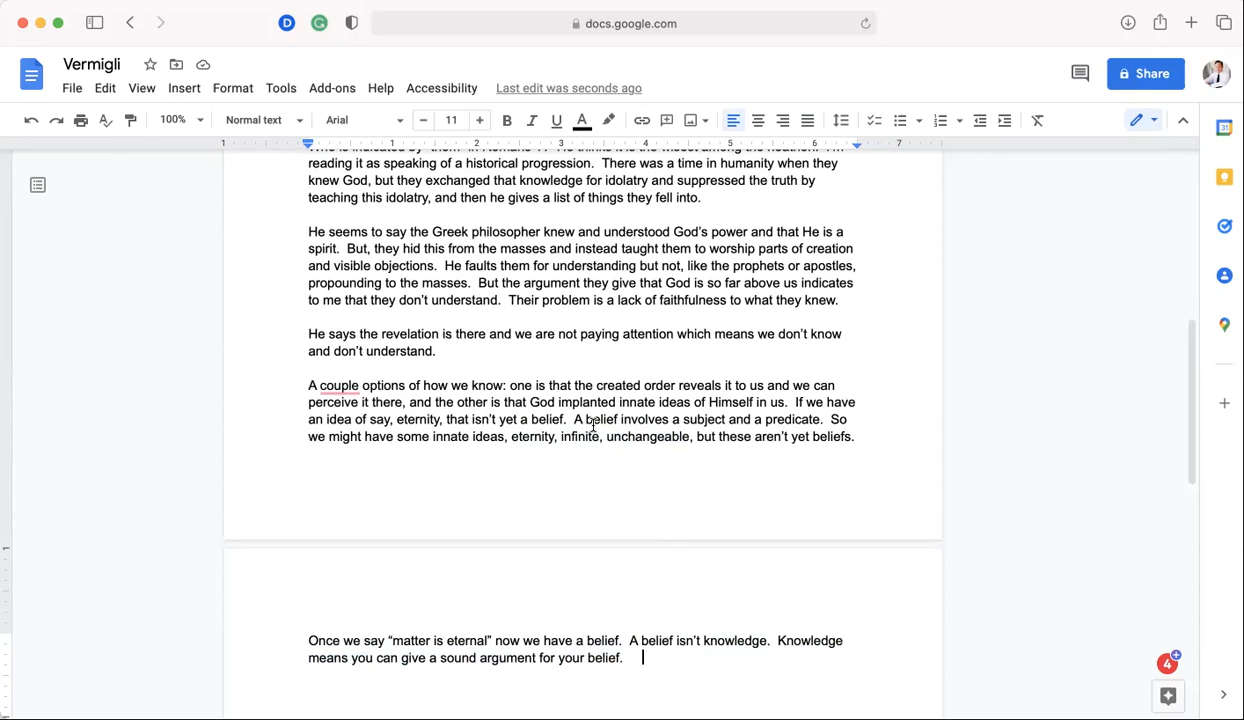 docs.google.com
D
G
Vermigli
File Edit View Insert Format Tools Add-ons Help Accessibility Last edit was seconds ago
Share
100% Normal text Arial 11 B I U A
1 1 2 3 4 5 6 7
31
reading it as speaking of a historical progression. There was a time in humanity when they
knew God, but they exchanged that knowledge for idolatry and suppressed the truth by
teaching this idolatry, and then he gives a list of things they fell into.
He seems to say the Greek philosopher knew and understood God's power and that He is a
spirit. But, they hid this from the masses and instead taught them to worship parts of creation
and visible objections. He faults them for understanding but not, like the prophets or apostles,
propounding to the masses. But the argument they give that God is so far above us indicates
to me that they don't understand. Their problem is a lack of faithfulness to what they knew.
He says the revelation is there and we are not paying attention which means we don't know
and don't understand.
A couple options of how we know: one is that the created order reveals it to us and we can
perceive it there, and the other is that God implanted innate ideas of Himself in us. If we have
an idea of say, eternity, that isn't yet a belief. A belief involves a subject and a predicate. So
we might have some innate ideas, eternity, infinite, unchangeable, but these aren't yet beliefs.
Once we say “matter is eternal” now we have a belief. A belief isn't knowledge. Knowledge
means you can give a sound argument for your belief.
4